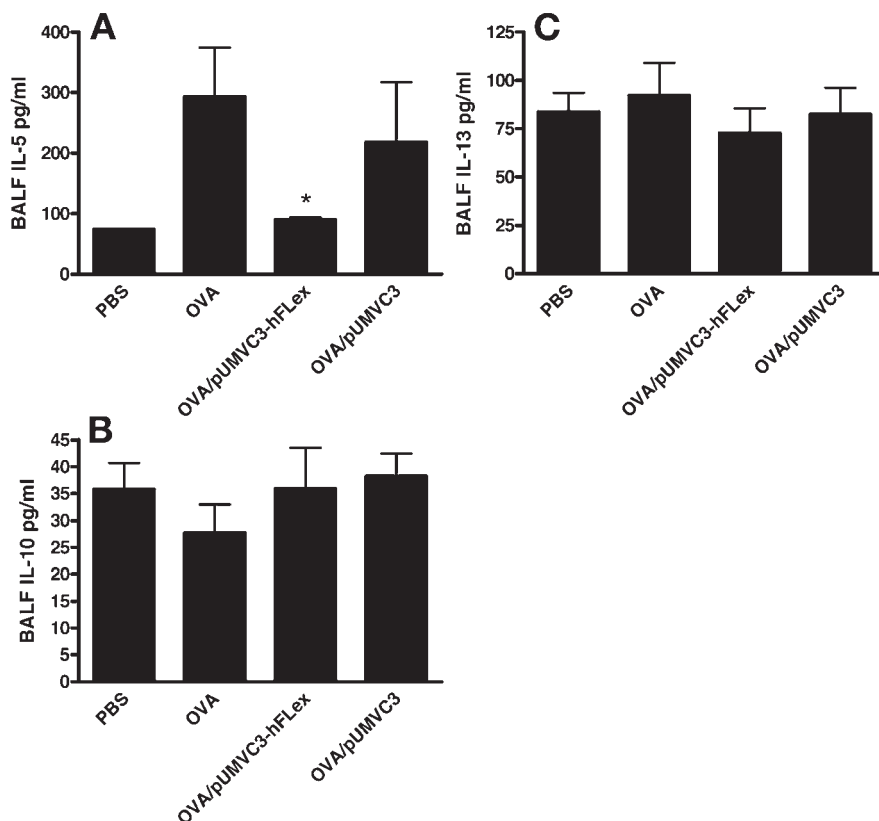 A
BALF IL-5 pg/ml
400
300
200
100
0
*
PBS
OVA
OVA/pUMVC3-hFLex
OVA/pUMVC3
C
BALF IL-13 pg/ml
125
100
75
50
25
0
PBS
OVA
OVA/pUMVC3-hFLex
OVA/pUMVC3
B
BALF IL-10 pg/ml
45
40
35
30
25
20
15
10
5
0
PBS
OVA
OVA/pUMVC3-hFLex
OVA/pUMVC3